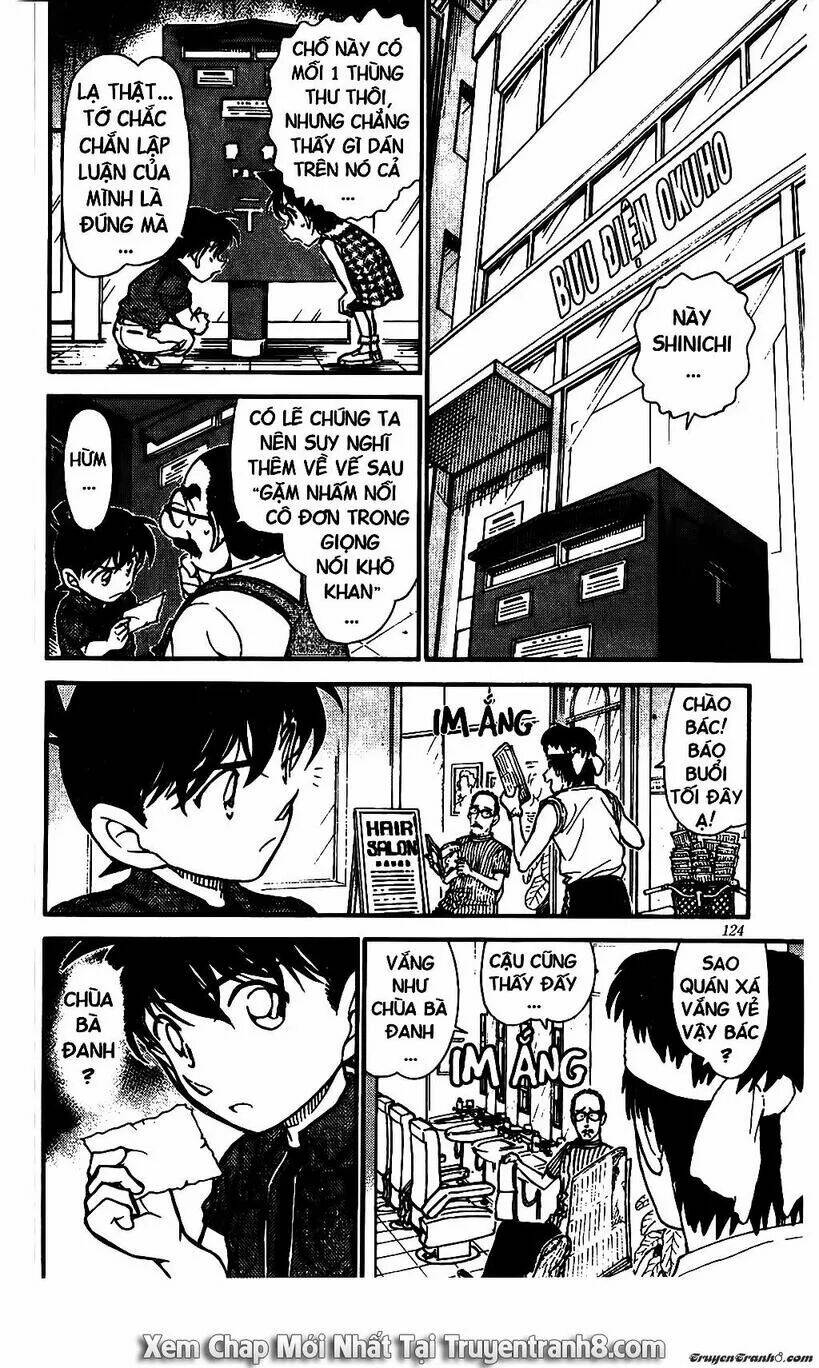 BƯU ĐIỆN OKUHO
NÀY
SHINICHI
...
CHỖ NÀY CÓ
MỖI 1 THÙNG
THƯ THÔI,
NHƯNG CHẲNG
THẤY GÌ DÁN
TRÊN NÓ CẢ
...
LẠ THẬT...
TỚ CHẮC
CHẮN LẬP
LUẬN CỦA
MÌNH LÀ
ĐÚNG MÀ
...
CÓ LẼ CHÚNG TA
NÊN SUY NGHĨ
THÊM VỀ VẾ SAU
"GẶM NHẤM NỔI
CÔ ĐƠN TRONG
GIỌNG
NÓI KHÔ
KHAN"
...
HỪM
...
CHÀO
BÁC!
BÁO
BUỔI
TỐI ĐÂY
Ạ!
IM ẮNG
HAIR
SALON
124
SAO
QUÁN XÁ
VẮNG VẺ
VẬY BÁC
?
CẬU CŨNG
THẤY ĐẤY
...
VẮNG
NHƯ
CHÙA BÀ
ĐANH
...
IM ẮNG
CHÙA
BÀ
ĐANH
?
Xem Chap Mới Nhất Tại Truyentranh8.com
TruyenTranh8.com